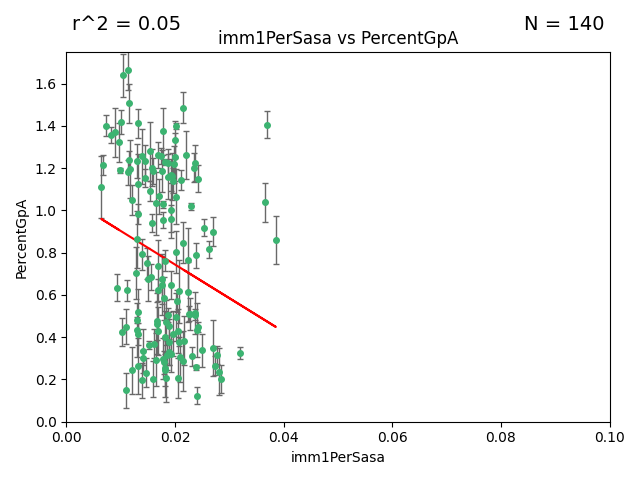 r^2 = 0.05
N = 140
imm1PerSasa vs PercentGpA
PercentGpA
1.6
1.4
1.2
1.0
0.8
0.6
0.4
0.2
0.0
0.00 0.02 0.04 0.06 0.08 0.10
imm1PerSasa